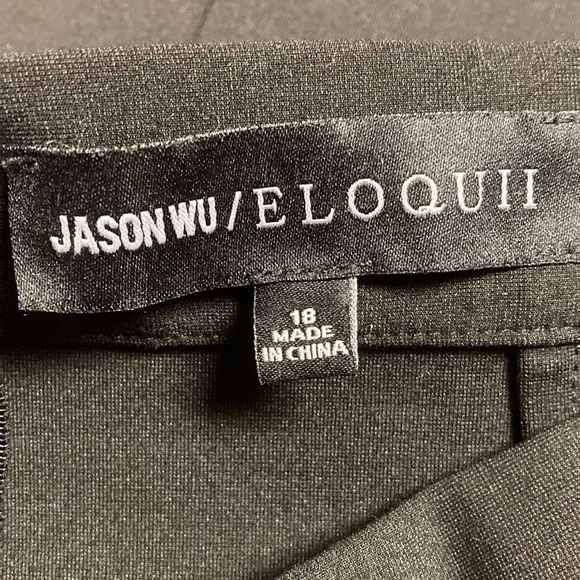 JASON WU / ELOQUII
18
MADE
IN CHINA